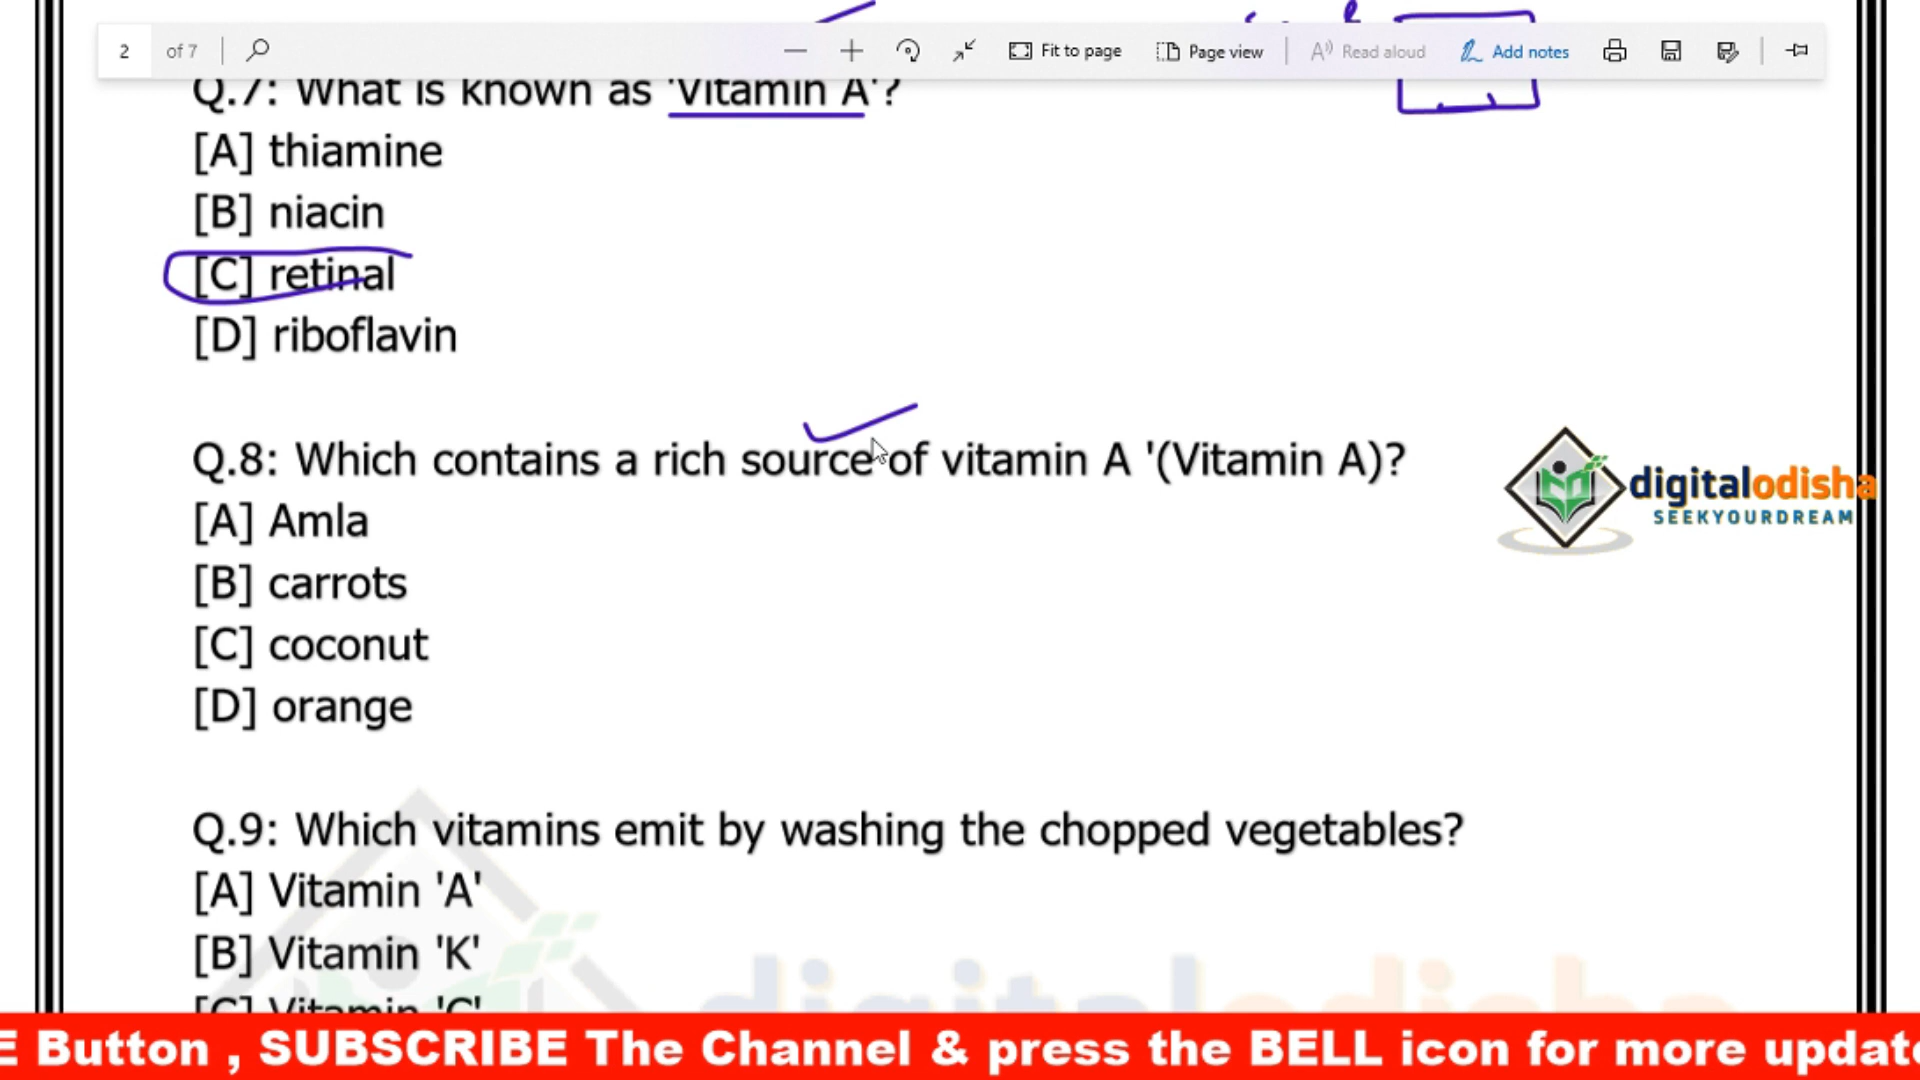 2 of 7 Fit to page Page view Read aloud Add notes
Q.7: What is known as 'Vitamin A'?
[A] thiamine
[B] niacin
[C] retinal
[D] riboflavin
Q.8: Which contains a rich source of vitamin A '(Vitamin A)?
[A] Amla
[B] carrots
[C] coconut
[D] orange
digitalodisha
SEEKYOURDREAM
Q.9: Which vitamins emit by washing the chopped vegetables?
[A] Vitamin 'A'
[B] Vitamin 'K'
[C] Vitamin 'C'
digitalodisha
E Button , SUBSCRIBE The Channel & press the BELL icon for more update